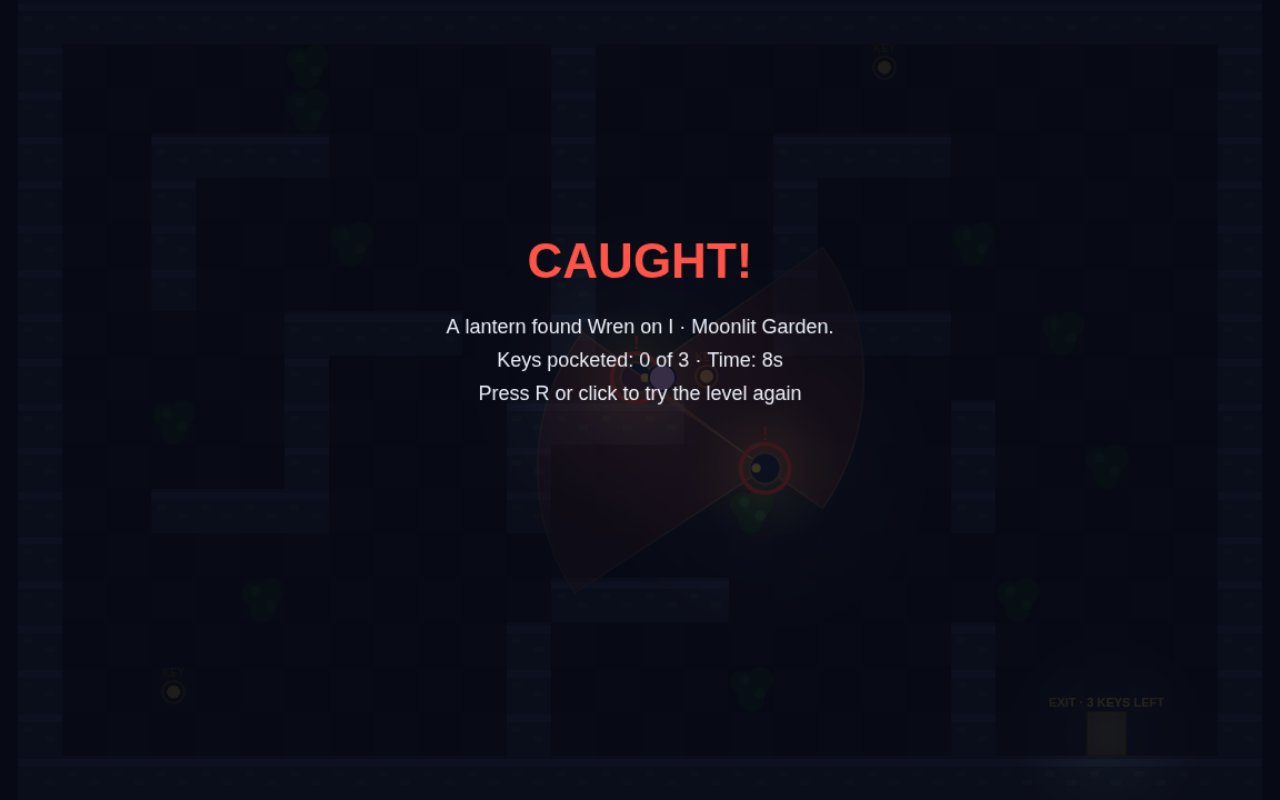 KEY
CAUGHT!
A lantern found Wren on I · Moonlit Garden.
Keys pocketed: 0 of 3 · Time: 8s
Press R or click to try the level again
!
!
KEY
EXIT · 3 KEYS LEFT